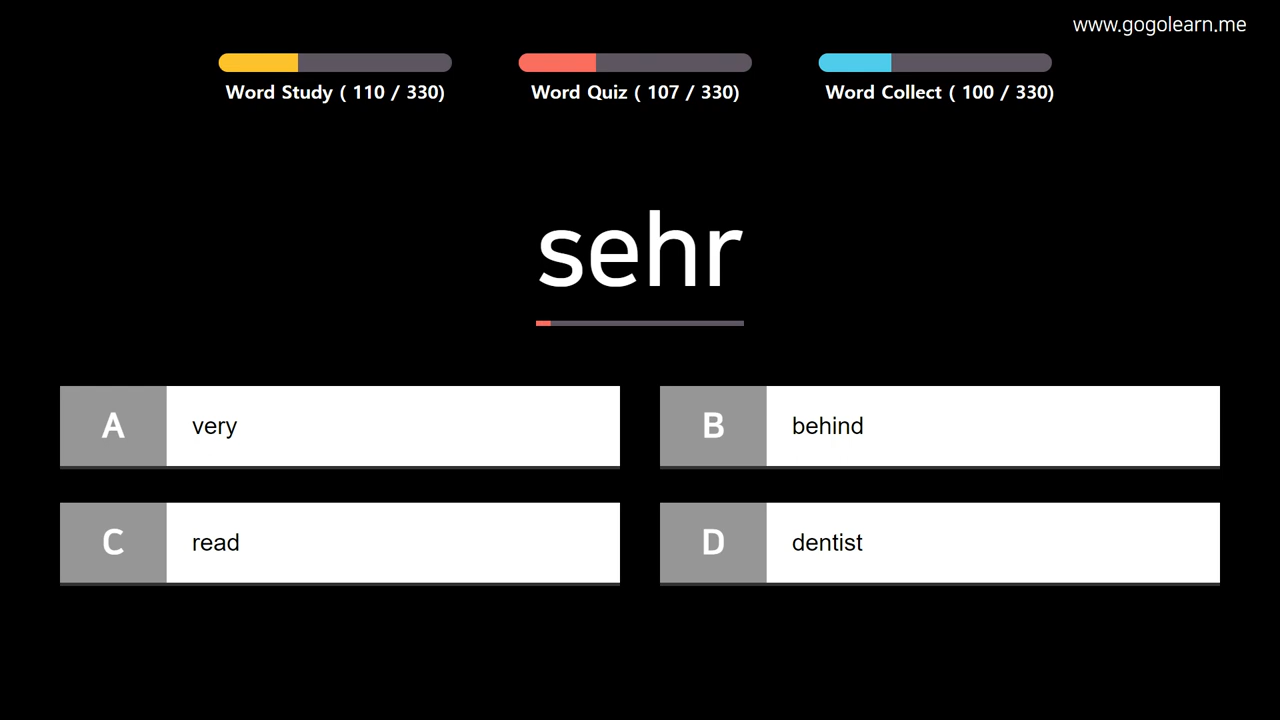 www.gogolearn.me
Word Study ( 110 / 330)
Word Quiz ( 107 / 330)
Word Collect ( 100 / 330)
sehr
A very
B behind
C read
D dentist